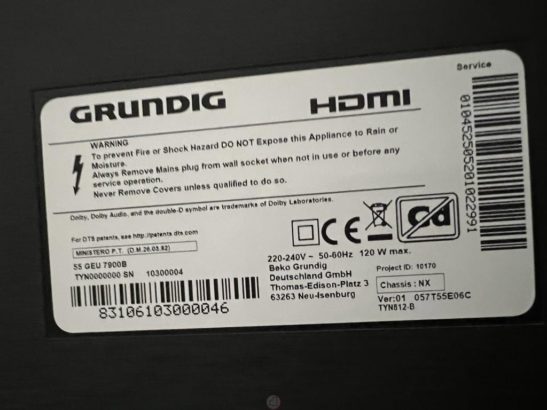 Service
GRUNDIG HDMI
WARNING
To prevent Fire or Shock Hazard DO NOT Expose this Appliance to Rain or
Moisture.
Always Remove Mains plug from wall socket when not in use or before any
service operation.
Never Remove Covers unless qualified to do so.
Dolby, Dolby Audio, and the double-D symbol are trademarks of Dolby Laboratories.
For DTS patents, see http://patents.dts.com
MINISTERO P.T. (D.M.26.03.92)
55 GEU 7900B
TYN0000000 SN 10300004
83106103000046
CE
Cd
220-240V ~ 50-60Hz 120 W max.
Beko Grundig
Deutschland GmbH
Thomas-Edison-Platz 3
63263 Neu-Isenburg
Project ID: 10170
Chassis : NX
Ver:01 057T55E06C
TYN612-B
010452505201022991